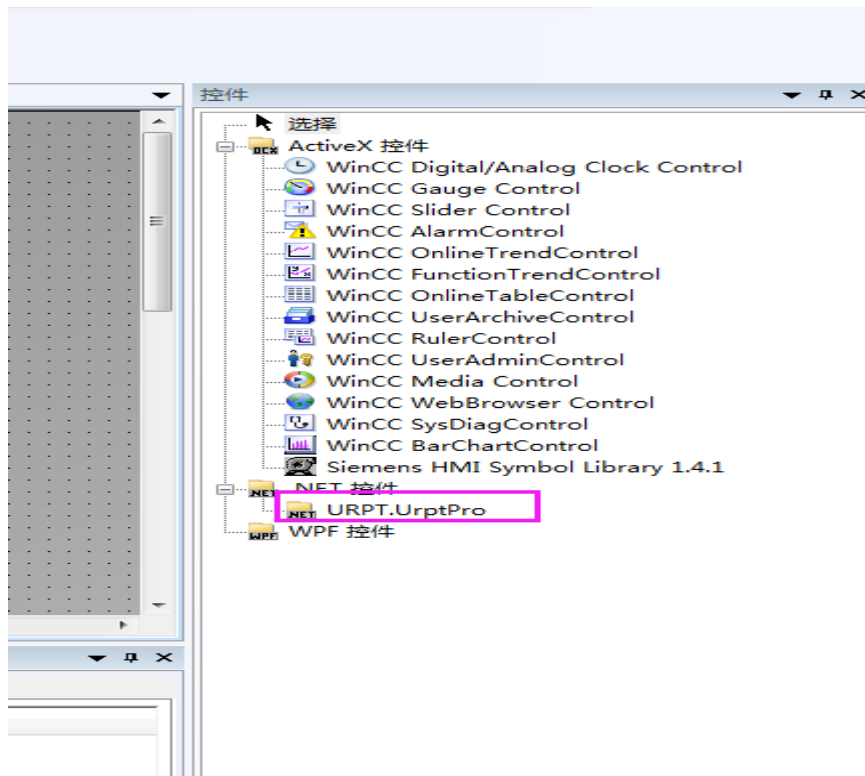 控件
选择
ActiveX 控件
WinCC Digital/Analog Clock Control
WinCC Gauge Control
WinCC Slider Control
WinCC AlarmControl
WinCC OnlineTrendControl
WinCC FunctionTrendControl
WinCC OnlineTableControl
WinCC UserArchiveControl
WinCC RulerControl
WinCC UserAdminControl
WinCC Media Control
WinCC WebBrowser Control
WinCC SysDiagControl
WinCC BarChartControl
Siemens HMI Symbol Library 1.4.1
.NET 控件
URPT.UrptPro
WPF 控件